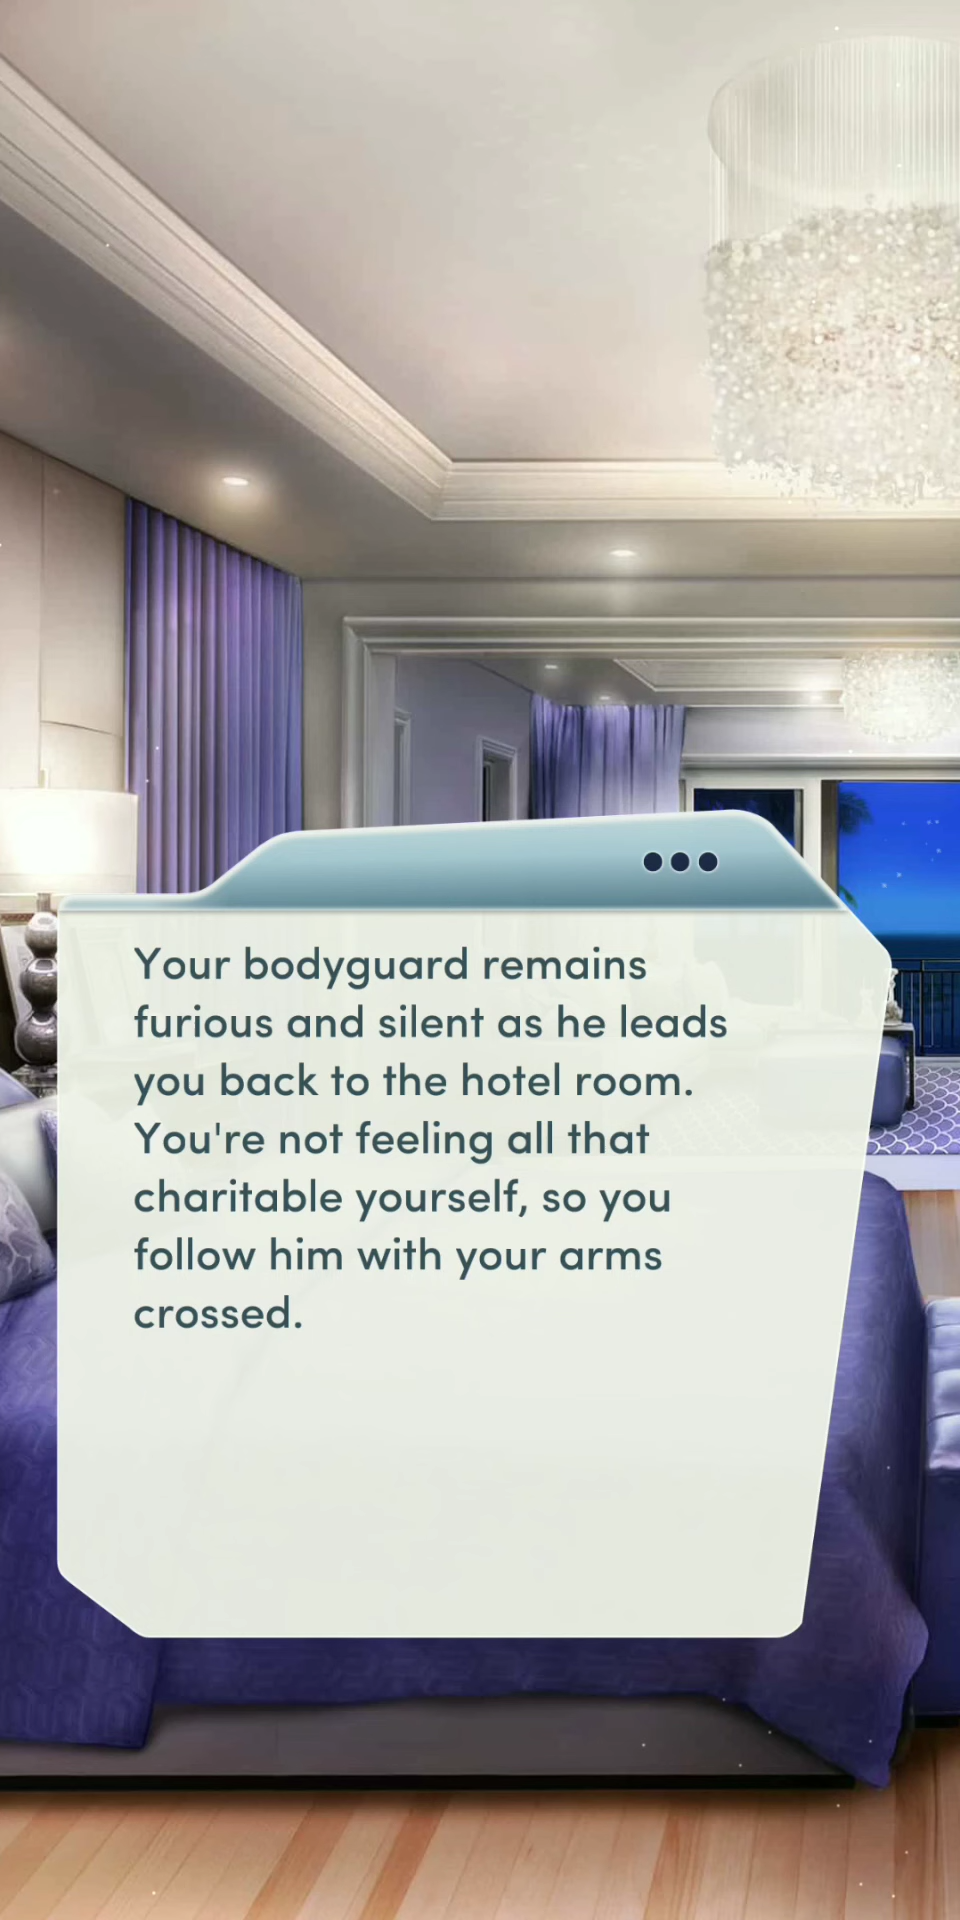 Your bodyguard remains
furious and silent as he leads
you back to the hotel room.
You're not feeling all that
charitable yourself, so you
follow him with your arms
crossed.